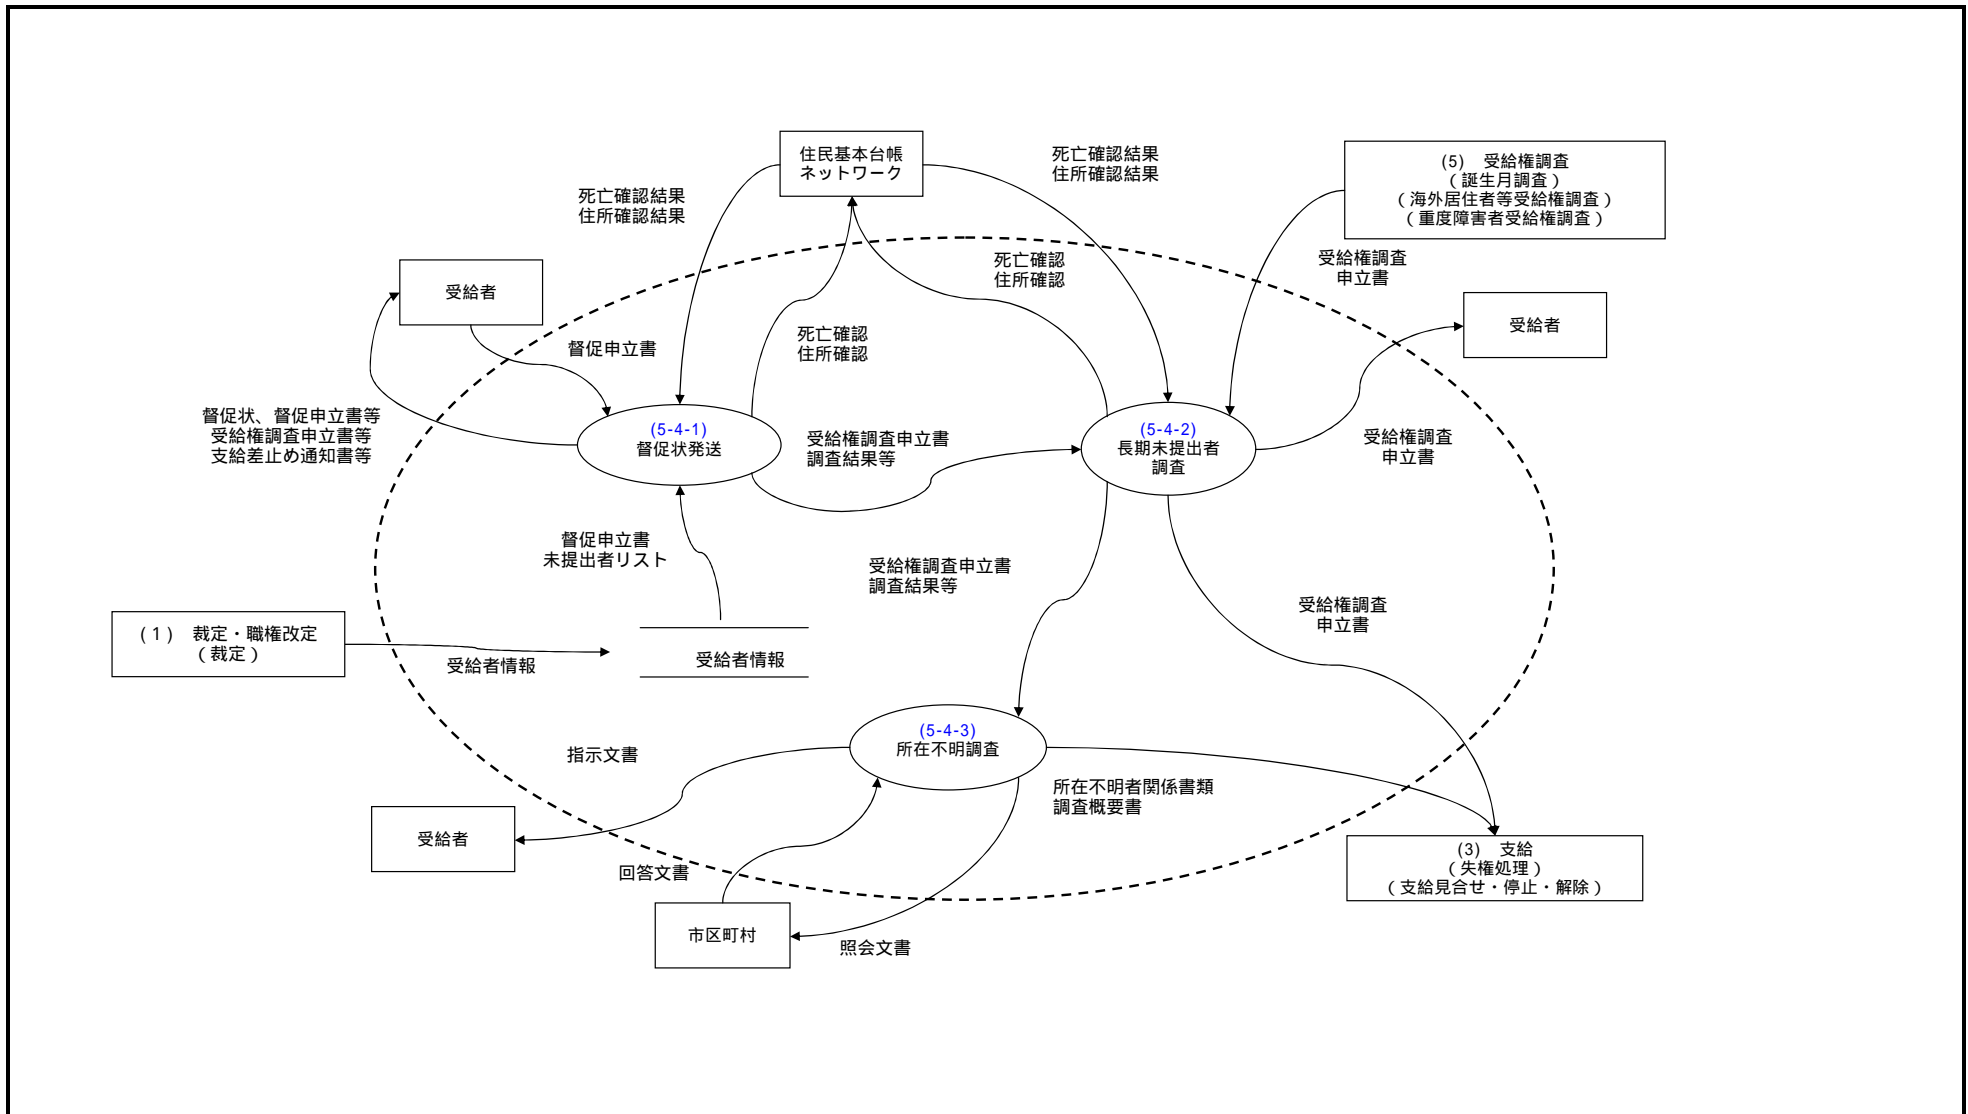 住民基本台帳
ネットワーク
死亡確認結果
住所確認結果
(5) 受給権調査
(誕生月調査)
(海外居住者等受給権調査)
(重度障害者受給権調査)
死亡確認結果
住所確認結果
受給者
死亡確認
住所確認
受給権調査
申立書
受給者
督促申立書
死亡確認
住所確認
督促状、督促申立書等
受給権調査申立書等
支給差止め通知書等
(5-4-1)
督促状発送
受給権調査申立書
調査結果等
(5-4-2)
長期未提出者
調査
受給権調査
申立書
督促申立書
未提出者リスト
受給権調査申立書
調査結果等
受給権調査
申立書
(1) 裁定・職権改定
(裁定)
受給者情報
受給者情報
(5-4-3)
所在不明調査
指示文書
所在不明者関係書類
調査概要書
受給者
回答文書
(3) 支給
(失権処理)
(支給見合せ・停止・解除)
市区町村
照会文書